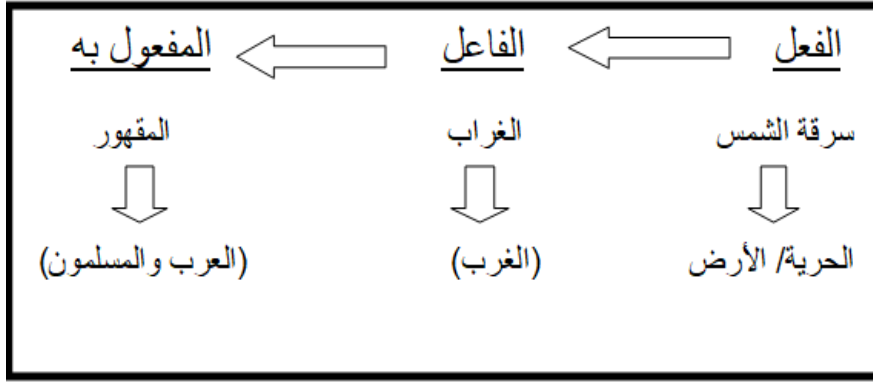 الفعل الفاعل المفعول به
سرقة الشمس الغراب المقهور
الحرية/ الأرض (الغرب) (العرب والمسلمون)